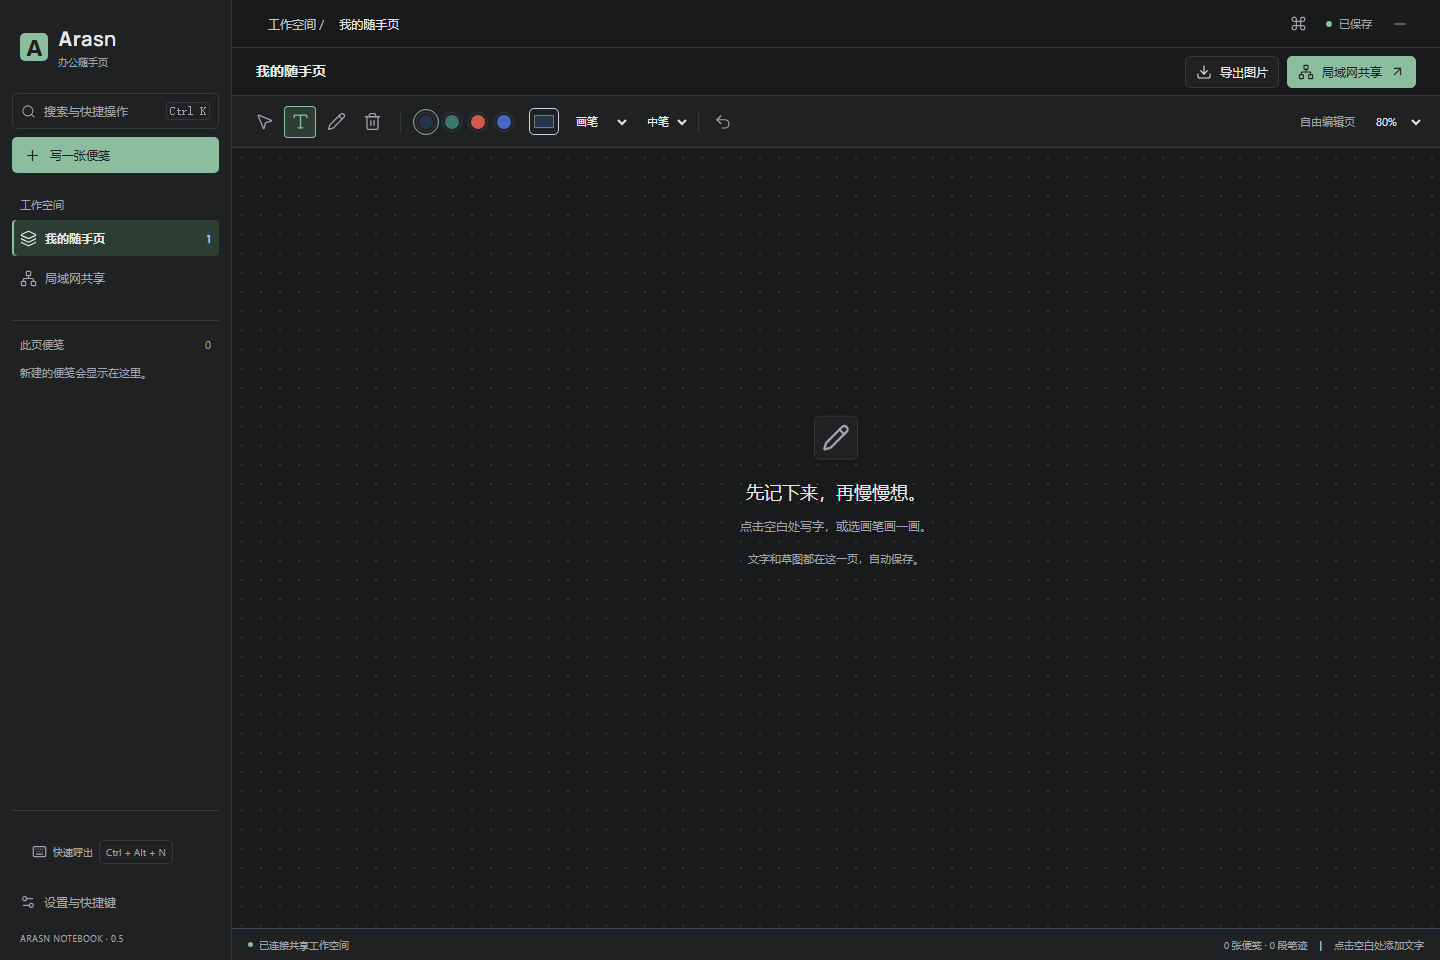 A
Arasn
办公随手页
搜索与快捷操作 Ctrl K
写一张便笺
工作空间
我的随手页 1
局域网共享
此页便笺 0
新建的便笺会显示在这里。
快速呼出 Ctrl + Alt + N
设置与快捷键
ARASN NOTEBOOK · 0.5
工作空间 / 我的随手页
已保存
我的随手页
导出图片
局域网共享
画笔
中笔
自由编辑页
80%
先记下来，再慢慢想。
点击空白处写字，或选画笔画一画。
文字和草图都在这一页，自动保存。
已连接共享工作空间
0 张便笺 · 0 段笔迹 | 点击空白处添加文字